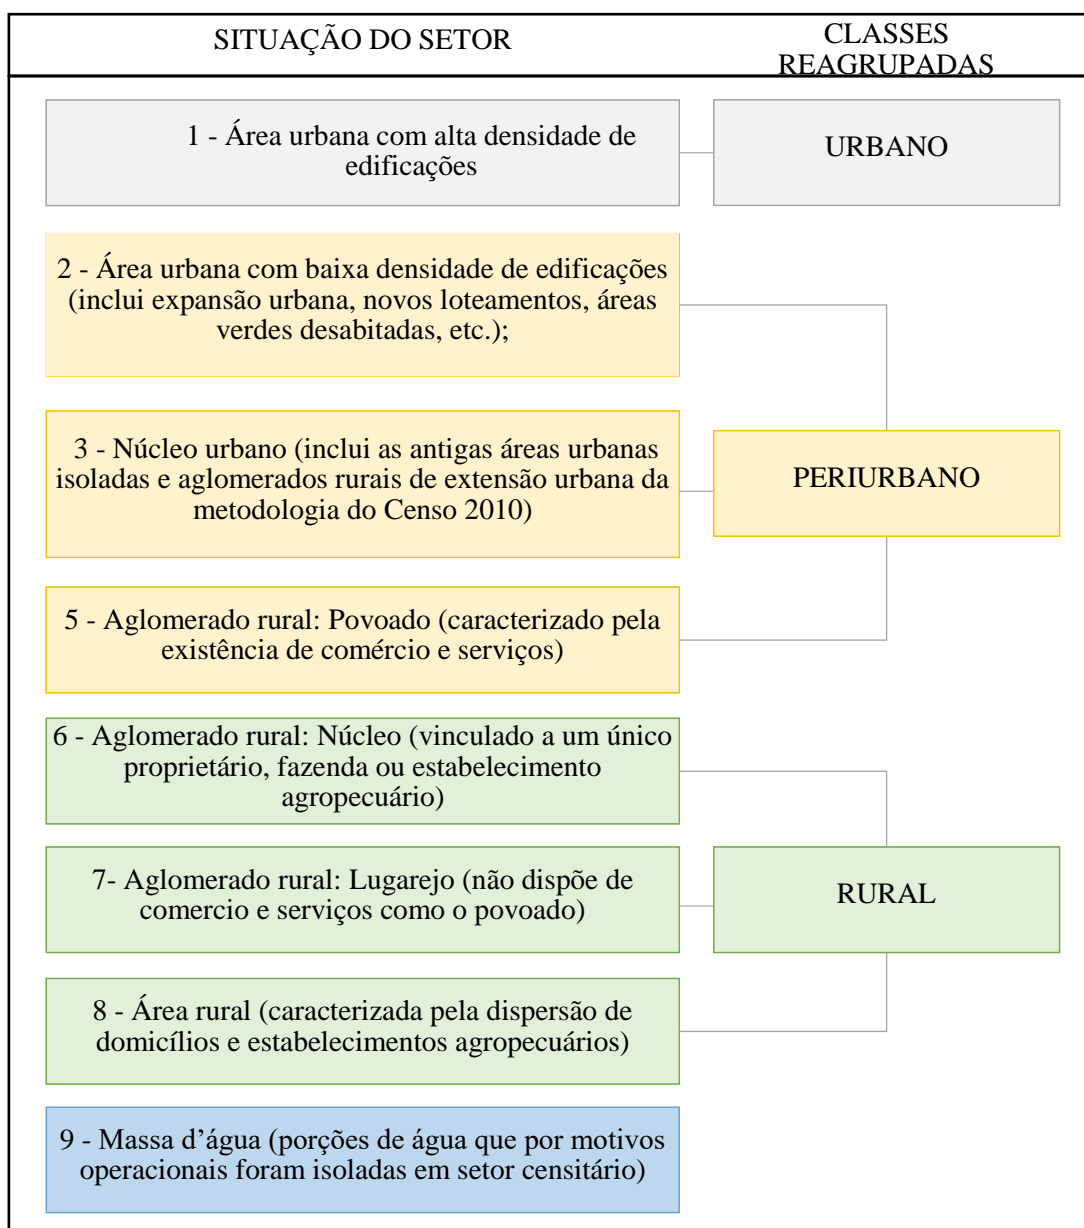 SITUAÇÃO DO SETOR
CLASSES
REAGRUPADAS
1 - Área urbana com alta densidade de
edificações
URBANO
2 - Área urbana com baixa densidade de edificações
(inclui expansão urbana, novos loteamentos, áreas
verdes desabitadas, etc.);
3 - Núcleo urbano (inclui as antigas áreas urbanas
isoladas e aglomerados rurais de extensão urbana da
metodologia do Censo 2010)
PERIURBANO
5 - Aglomerado rural: Povoado (caracterizado pela
existência de comércio e serviços)
6 - Aglomerado rural: Núcleo (vinculado a um único
proprietário, fazenda ou estabelecimento
agropecuário)
7- Aglomerado rural: Lugarejo (não dispõe de
comercio e serviços como o povoado)
RURAL
8 - Área rural (caracterizada pela dispersão de
domicílios e estabelecimentos agropecuários)
9 - Massa d’água (porções de água que por motivos
operacionais foram isoladas em setor censitário)